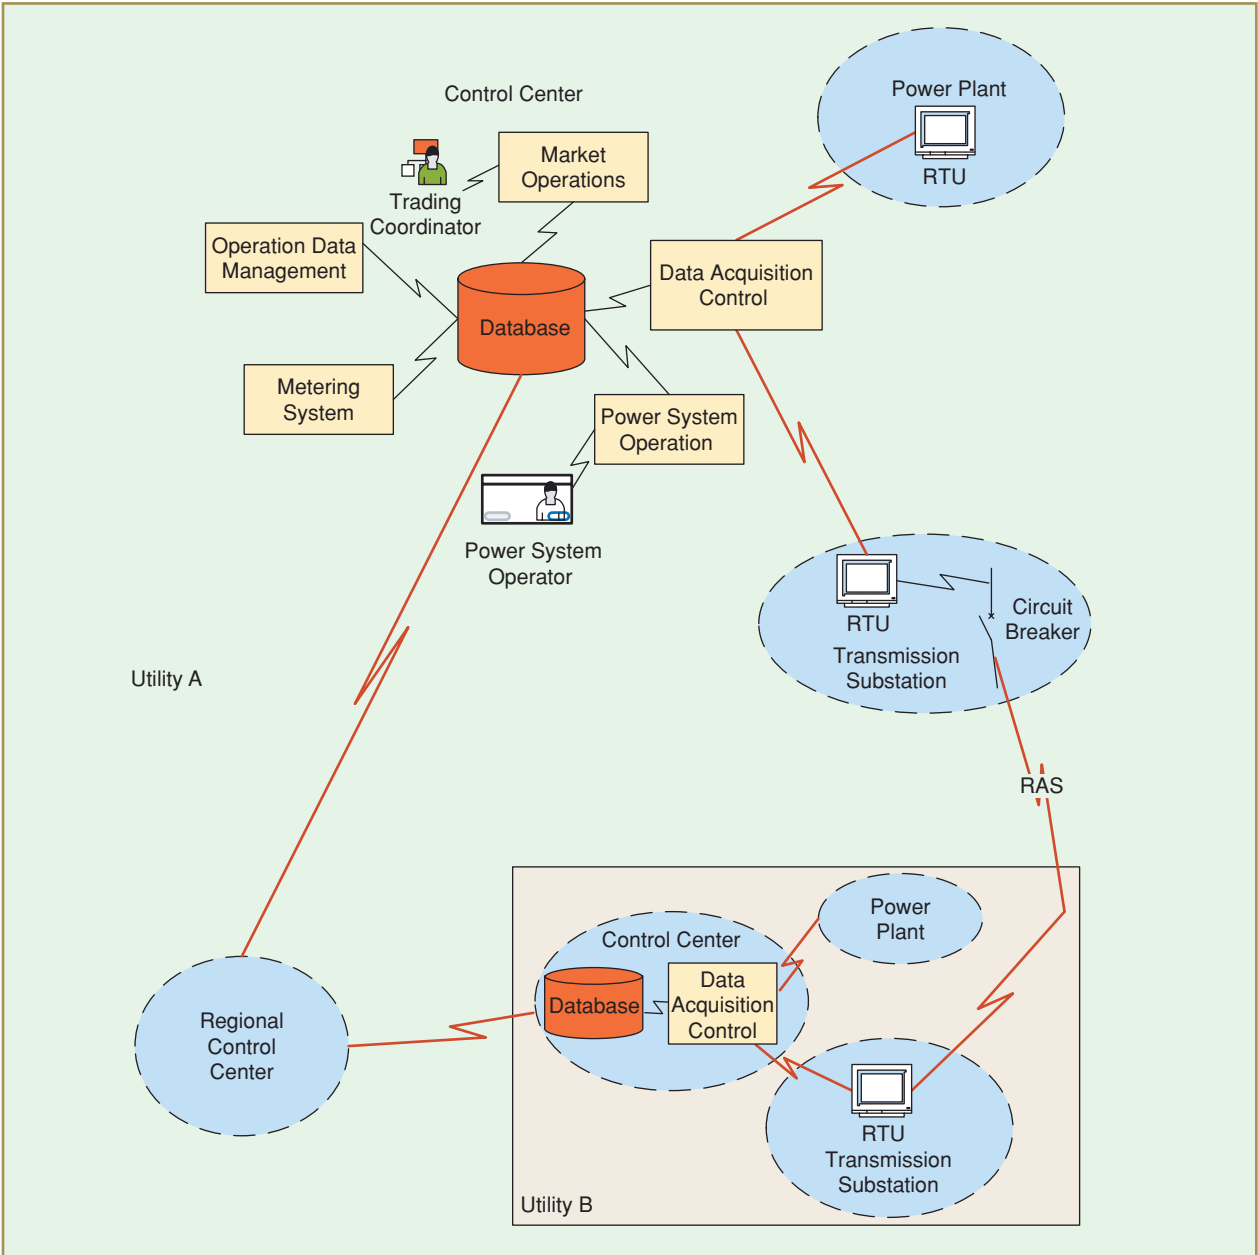 Control Center
Power Plant
RTU
Market
Operations
Trading
Coordinator
Operation Data
Management
Data Acquisition
Control
Database
Metering
System
Power System
Operation
Power System
Operator
RTU
Circuit
Breaker
Transmission
Substation
Utility A
RAS
Power
Plant
Control Center
Database
Data
Acquisition
Control
Regional
Control
Center
RTU
Transmission
Substation
Utility B